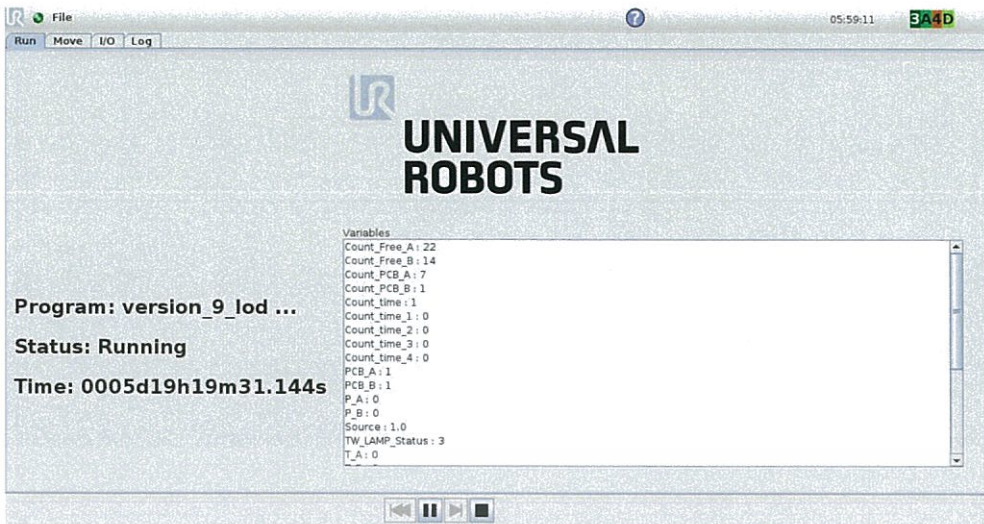 UR File 05:59:11 3A4D
Run Move I/O Log
UR
UNIVERSAL
ROBOTS
Variables
Count_Free_A : 22
Count_Free_B : 14
Count_PCB_A : 7
Count_PCB_B : 1
Count_time : 1
Count_time_1 : 0
Count_time_2 : 0
Count_time_3 : 0
Count_time_4 : 0
PCB_A : 1
PCB_B : 1
P_A : 0
P_B : 0
Source : 1.0
TW_LAMP_Status : 3
T_A : 0
Program: version_9_lod ...
Status: Running
Time: 0005d19h19m31.144s